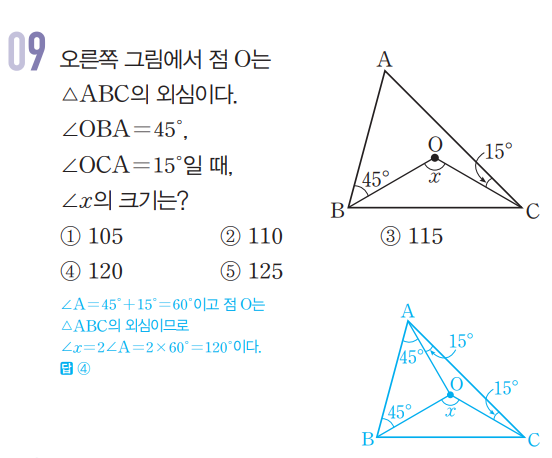 09
오른쪽 그림에서 점 O는
△ABC의 외심이다.
∠OBA=45°,
∠OCA=15°일 때,
∠x의 크기는?
A
O
15°
45°
x
B
C
① 105 ② 110 ③ 115
④ 120 ⑤ 125
∠A=45°+15°=60°이고 점 O는
△ABC의 외심이므로
∠x=2∠A=2×60°=120°이다.
답 ④
A
15°
45°
O
15°
45°
x
B
C